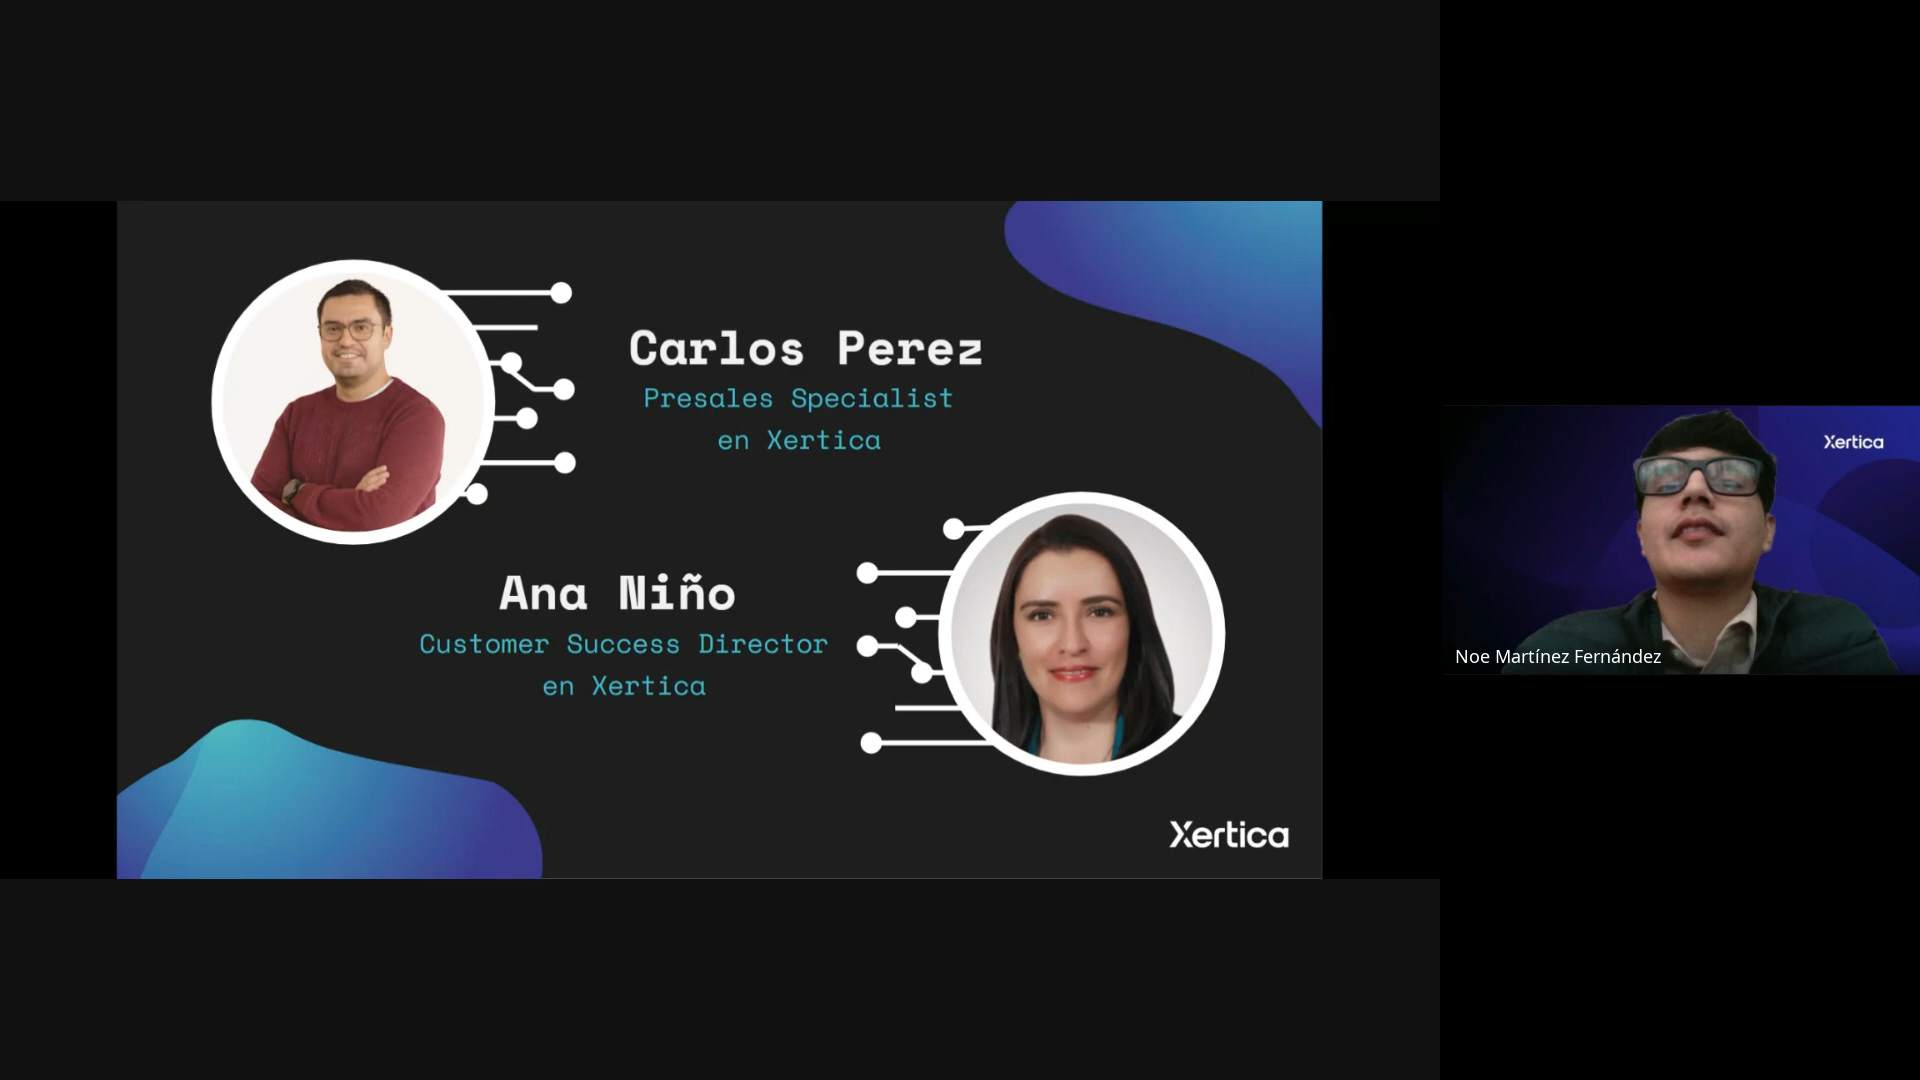 Carlos Perez
Presales Specialist
en Xertica
Ana Niño
Customer Success Director
en Xertica
Xertica
Xertica
Noe Martínez Fernández